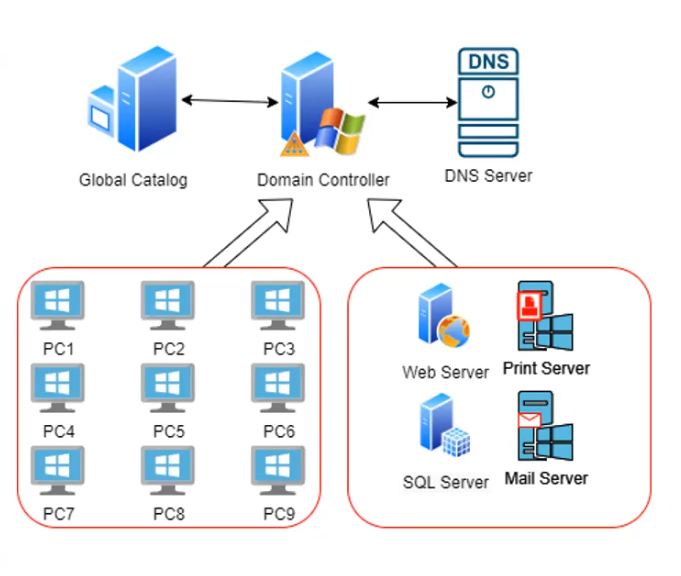 DNS
Global Catalog
Domain Controller
DNS Server
PC1
PC2
PC3
PC4
PC5
PC6
PC7
PC8
PC9
Web Server
Print Server
SQL Server
Mail Server